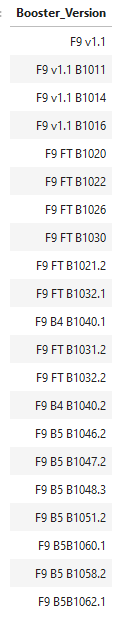 Booster_Version
F9 v1.1
F9 v1.1 B1011
F9 v1.1 B1014
F9 v1.1 B1016
F9 FT B1020
F9 FT B1022
F9 FT B1026
F9 FT B1030
F9 FT B1021.2
F9 FT B1032.1
F9 B4 B1040.1
F9 FT B1031.2
F9 FT B1032.2
F9 B4 B1040.2
F9 B5 B1046.2
F9 B5 B1047.2
F9 B5 B1048.3
F9 B5 B1051.2
F9 B5B1060.1
F9 B5 B1058.2
F9 B5B1062.1